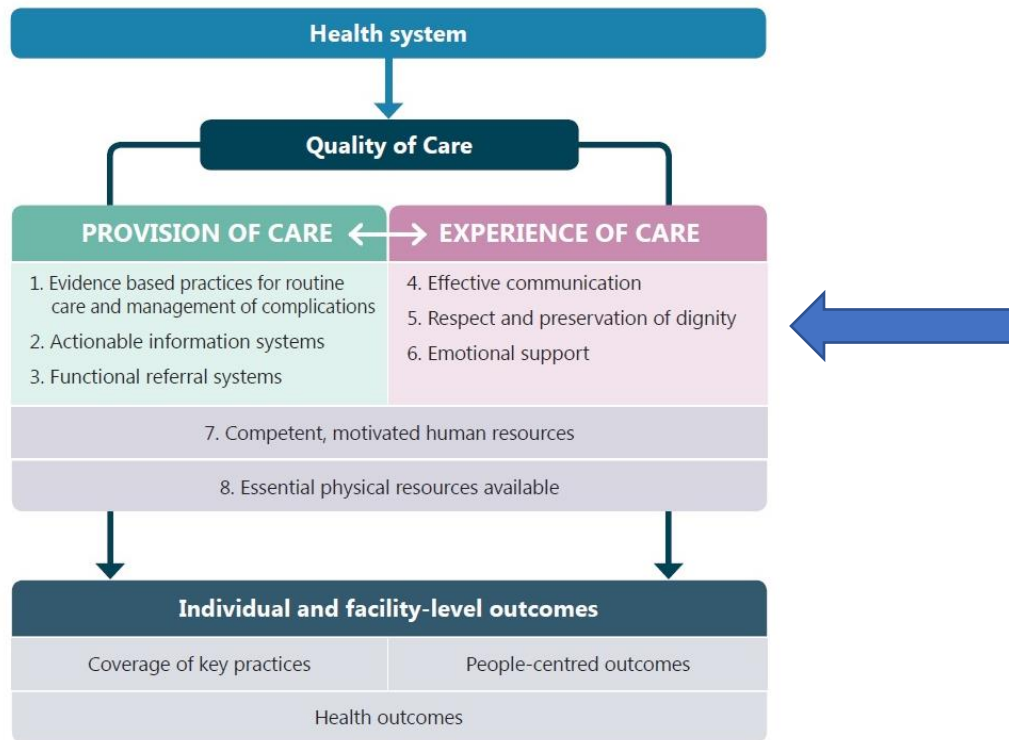 Health system
Quality of Care
PROVISION OF CARE
EXPERIENCE OF CARE
1. Evidence based practices for routine
care and management of complications
2. Actionable information systems
3. Functional referral systems
4. Effective communication
5. Respect and preservation of dignity
6. Emotional support
7. Competent, motivated human resources
8. Essential physical resources available
Individual and facility-level outcomes
Coverage of key practices
People-centred outcomes
Health outcomes